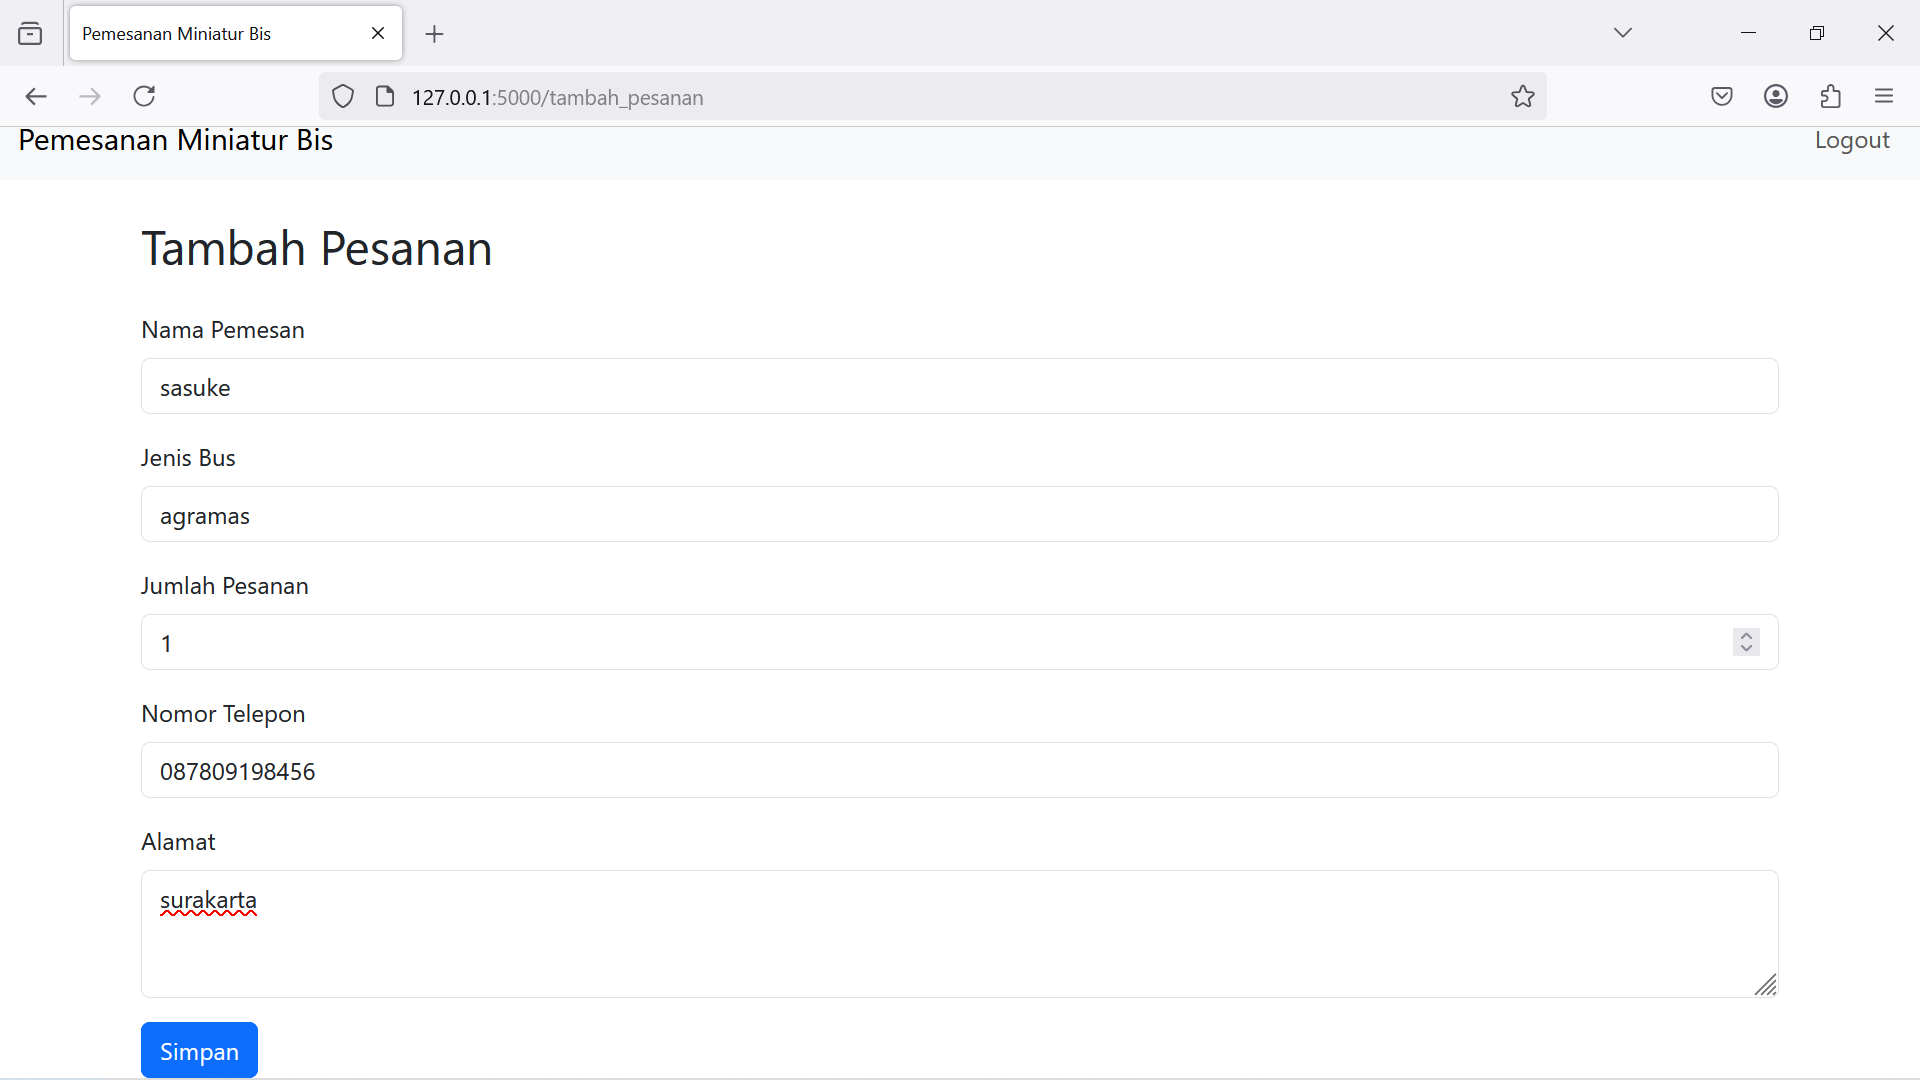 Pemesanan Miniatur Bis
127.0.0.1:5000/tambah_pesanan
Pemesanan Miniatur Bis
Logout
Tambah Pesanan
Nama Pemesan
sasuke
Jenis Bus
agramas
Jumlah Pesanan
1
Nomor Telepon
087809198456
Alamat
surakarta
Simpan